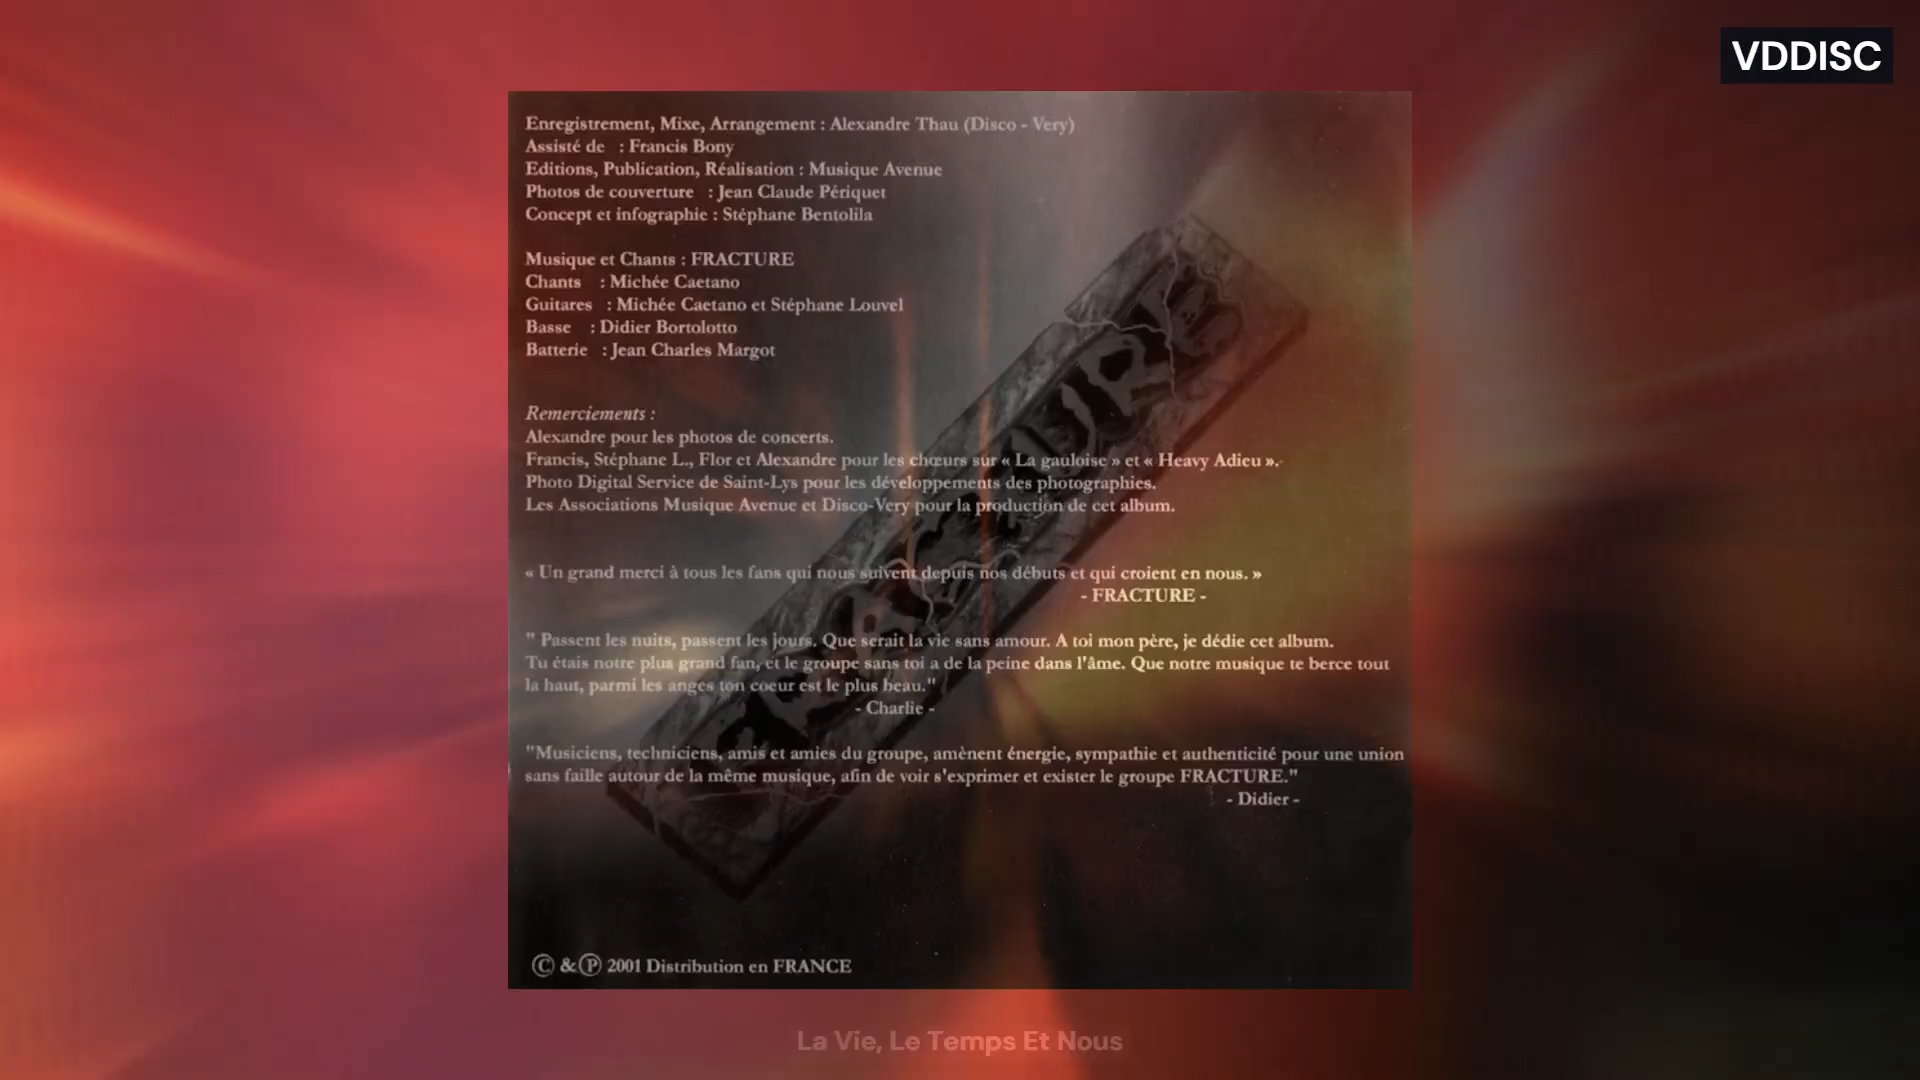 VDDISC
Enregistrement, Mixe, Arrangement : Alexandre Thau (Disco - Very)
Assisté de : Francis Bony
Editions, Publication, Réalisation : Musique Avenue
Photos de couverture : Jean Claude Périquet
Concept et infographie : Stéphane Bentolila
Musique et Chants : FRACTURE
Chants : Michée Caetano
Guitares : Michée Caetano et Stéphane Louvel
Basse : Didier Bortolotto
Batterie : Jean Charles Margot
Remerciements :
Alexandre pour les photos de concerts.
Francis, Stéphane L., Flor et Alexandre pour les chœurs sur « La gauloise » et « Heavy Adieu ».
Photo Digital Service de Saint-Lys pour les développements des photographies.
Les Associations Musique Avenue et Disco-Very pour la production de cet album.
« Un grand merci à tous les fans qui nous suivent depuis nos débuts et qui croient en nous. »
- FRACTURE -
" Passent les nuits, passent les jours. Que serait la vie sans amour. A toi mon père, je dédie cet album.
Tu étais notre plus grand fan, et le groupe sans toi a de la peine dans l'âme. Que notre musique te berce tout
la haut, parmi les anges ton coeur est le plus beau."
- Charlie -
"Musiciens, techniciens, amis et amies du groupe, amènent énergie, sympathie et authenticité pour une union
sans faille autour de la même musique, afin de voir s'exprimer et exister le groupe FRACTURE."
- Didier -
FRACTURE
Ⓒ & Ⓟ 2001 Distribution en FRANCE
La Vie, Le Temps Et Nous